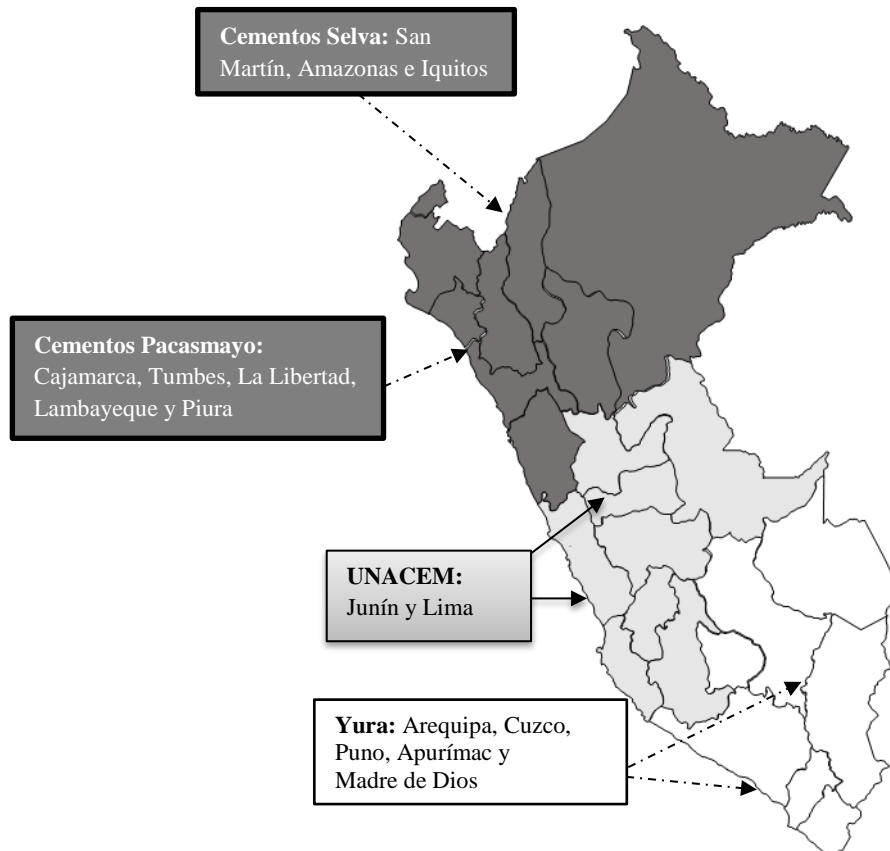 Cementos Selva: San
Martín, Amazonas e Iquitos
Cementos Pacasmayo:
Cajamarca, Tumbes, La Libertad,
Lambayeque y Piura
UNACEM:
Junín y Lima
Yura: Arequipa, Cuzco,
Puno, Apurímac y
Madre de Dios